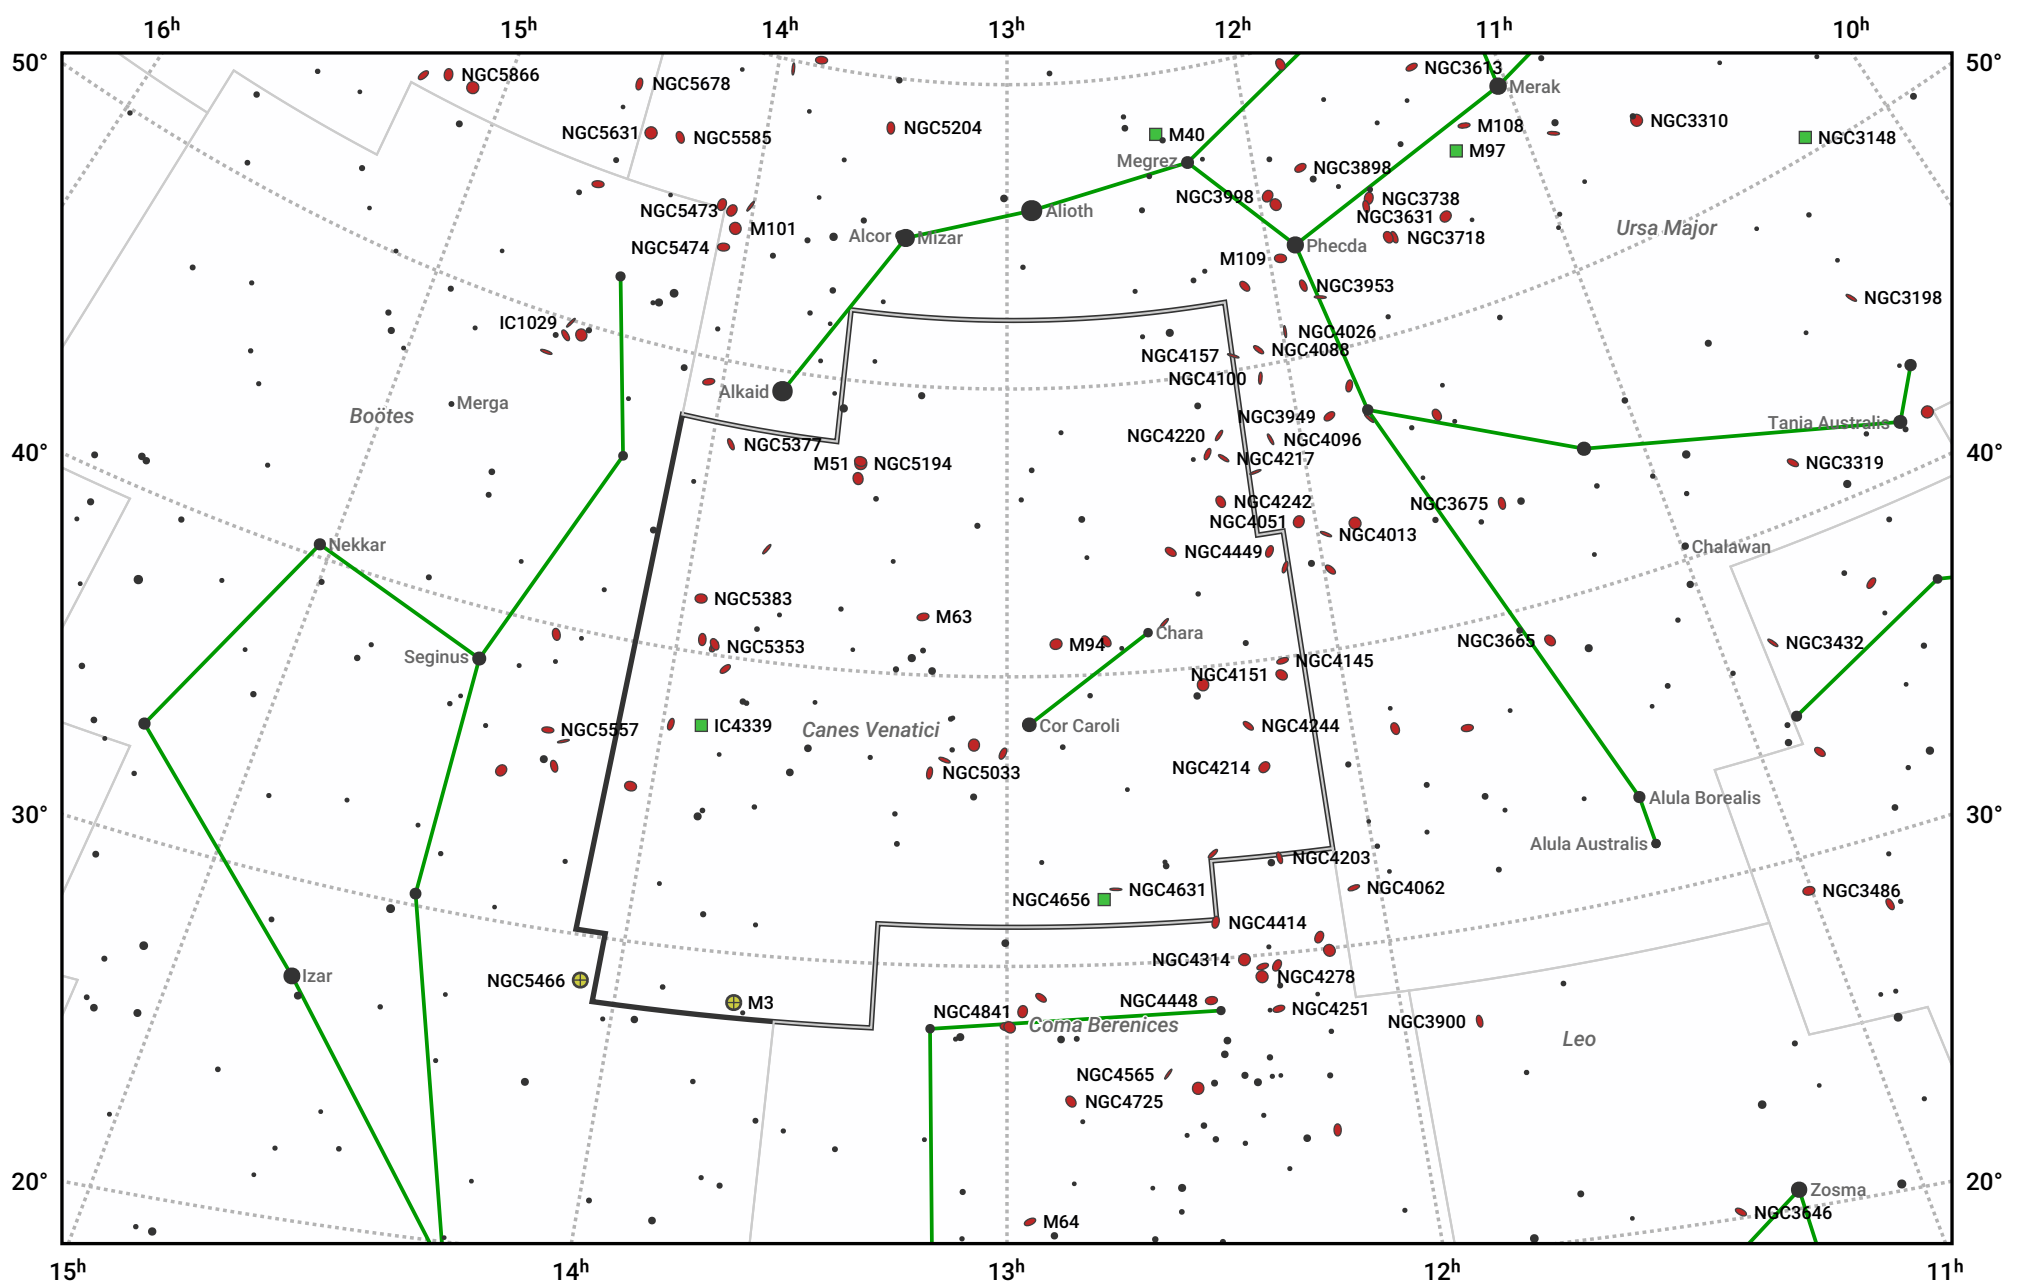 16h 15h 14h 13h 12h 11h 10h
50° 50°
NGC5866 NGC5678 NGC3613 Merak
NGC5631 NGC5585 NGC5204 M40 M108 NGC3310 NGC3148
Megrez M97
NGC3898
NGC3998 NGC3738
NGC5473 Alioth NGC3631
M101 Alcor Mizar NGC3718 Ursa Major
NGC5474 Phecda
M109
NGC3953 NGC3198
IC1029 NGC4026
NGC4157 NGC4088
NGC4100
Alkaid
Merga
Boötes NGC3949 Tania Australis
NGC5377 NGC4220 NGC4096
40° M51 NGC5194 NGC4217 NGC3319 40°
NGC4242 NGC3675
NGC4051 NGC4013
Nekkar NGC4449 Chalawan
NGC5383
M63
Chara
NGC5353 M94 NGC3665 NGC3432
Seginus NGC4145
NGC4151
NGC5557 IC4339 Canes Venatici Cor Caroli NGC4244
NGC5033 NGC4214
Alula Borealis
30° 30°
Alula Australis
NGC4203
NGC4631 NGC4062 NGC3486
NGC4656
NGC4414
NGC4314
Izar NGC5466 NGC4278
M3 NGC4448
NGC4841 NGC4251
Coma Berenices NGC3900
Leo
NGC4565
NGC4725
20° 20°
Zosma
M64 NGC3646
15h 14h 13h 12h 11h